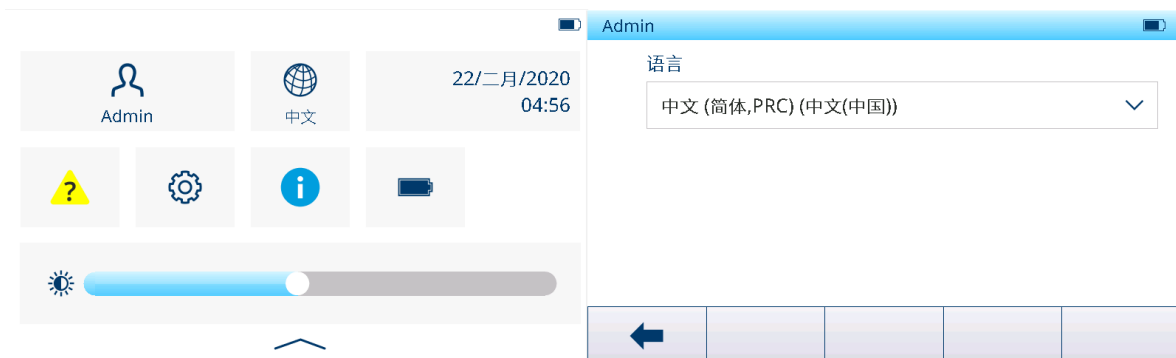 22/二月/2020
04:56
Admin
中文
?
i
Admin
语言
中文 (简体,PRC) (中文(中国))